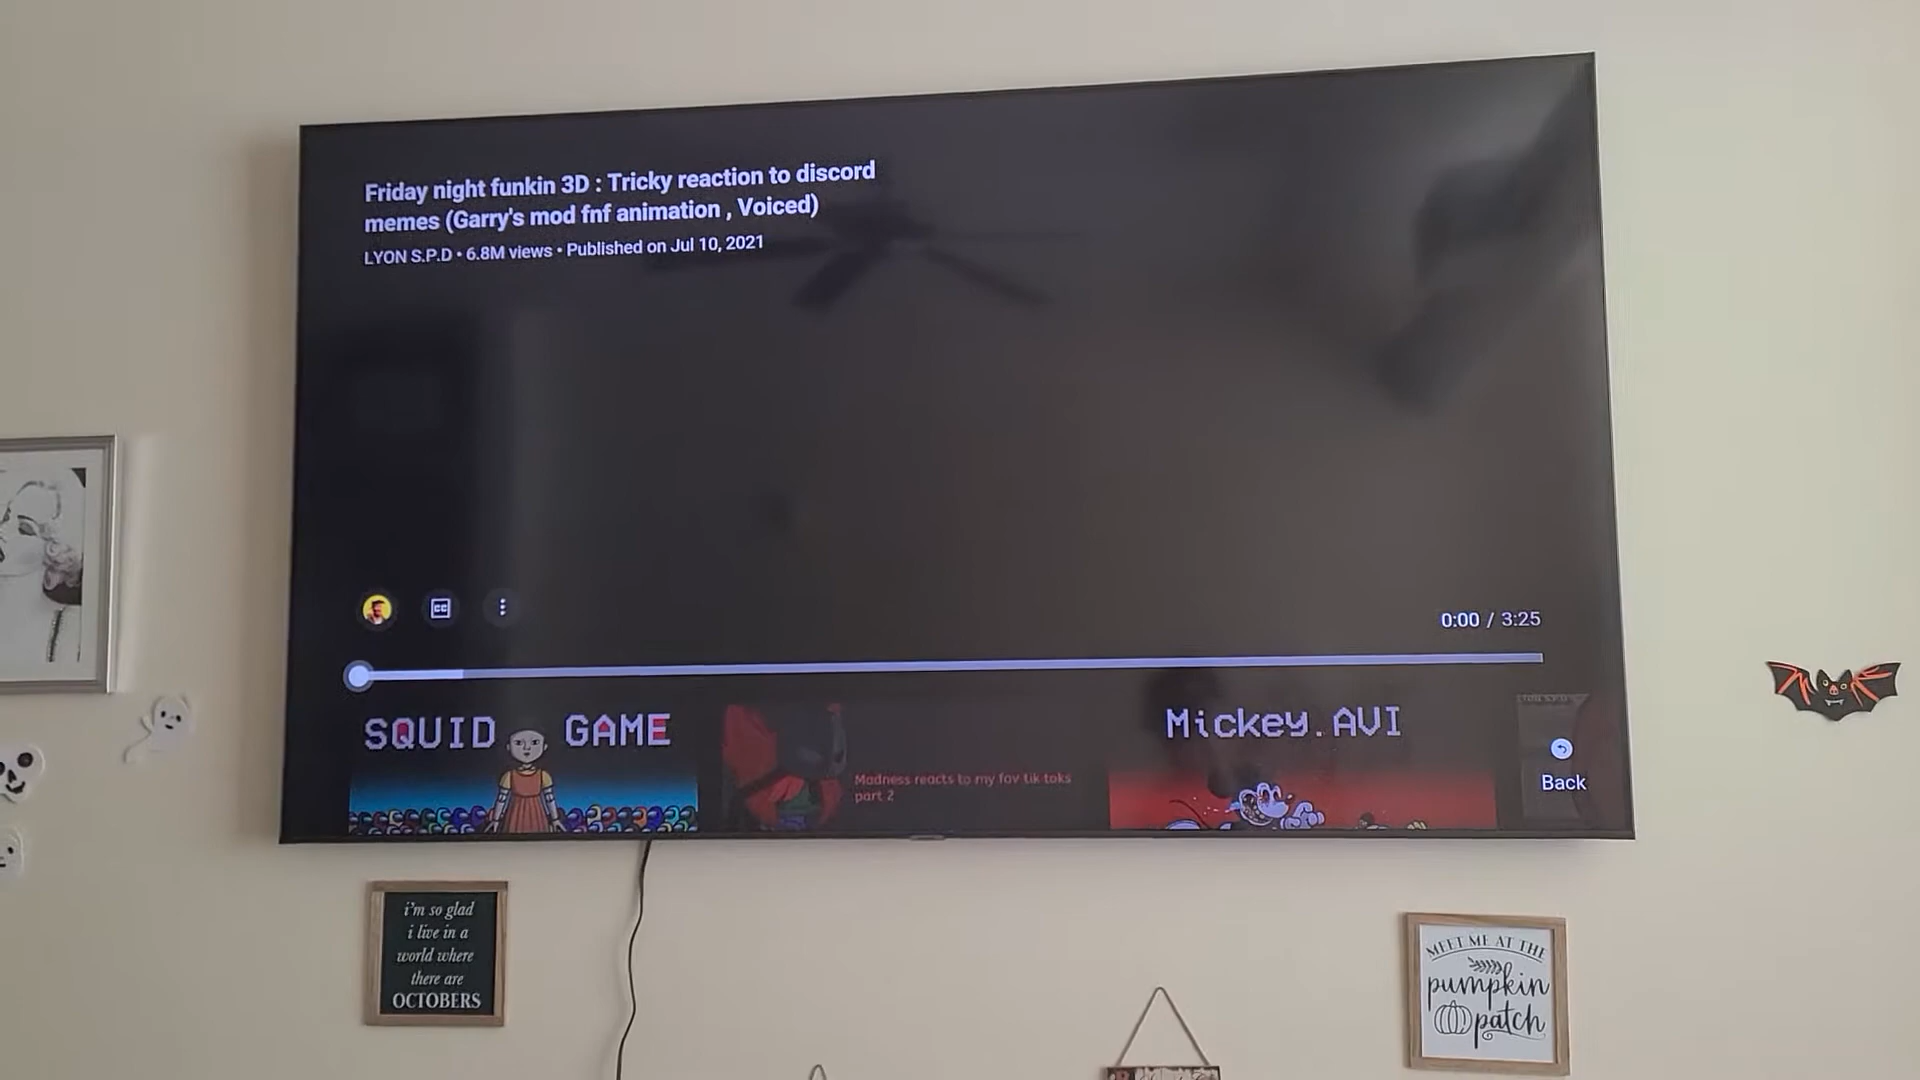 Friday night funkin 3D : Tricky reaction to discord
memes (Garry's mod fnf animation , Voiced)
LYON S.P.D • 6.8M views • Published on Jul 10, 2021
CC
0:00 / 3:25
SQUID GAME
Madness reacts to my fav tik toks
part 2
Mickey.AVI
Back
i'm so glad
i live in a
world where
there are
OCTOBERS
MEET ME AT THE
pumpkin
patch